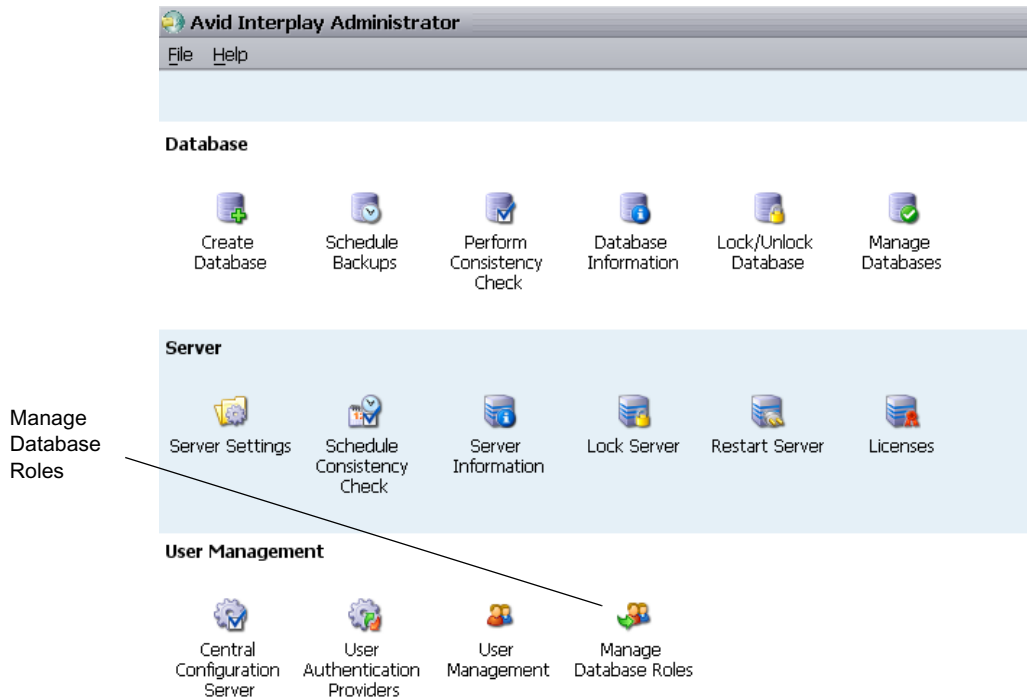 Avid Interplay Administrator
File Help
Database
Create
Database
Schedule
Backups
Perform
Consistency
Check
Database
Information
Lock/Unlock
Database
Manage
Databases
Server
Server Settings
Schedule
Consistency
Check
Server
Information
Lock Server
Restart Server
Licenses
Manage
Database
Roles
User Management
Central
Configuration
Server
User
Authentication
Providers
User
Management
Manage
Database Roles